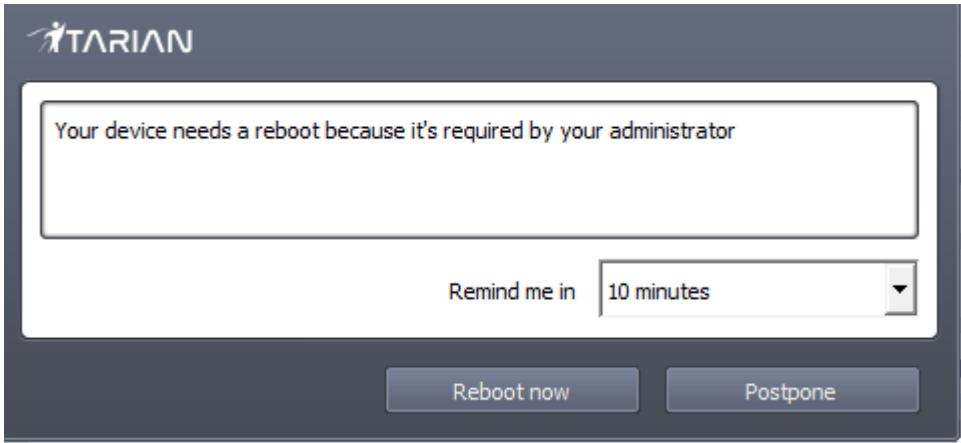 ITARIAN
Your device needs a reboot because it's required by your administrator
Remind me in 10 minutes
Reboot now Postpone